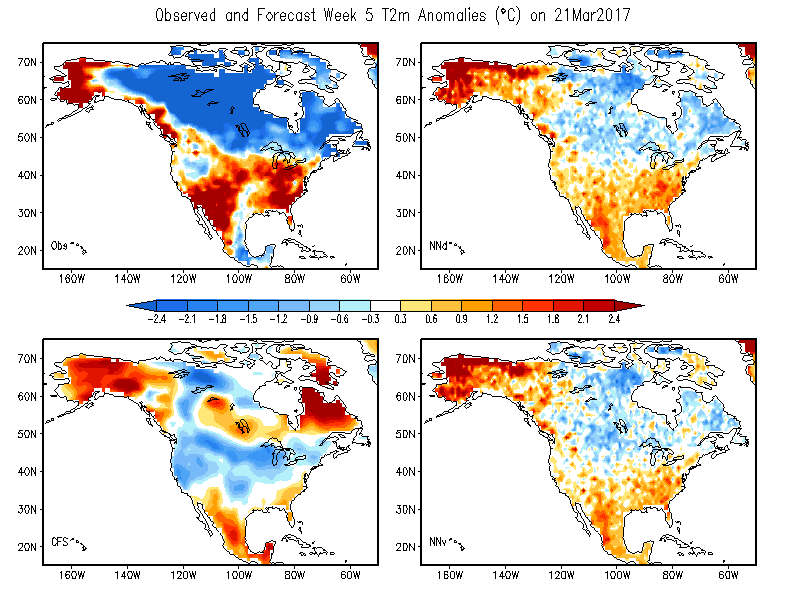 Observed and Forecast Week 5 T2m Anomalies (°C) on 21Mar2017
70N 70N
60N 60N
50N 50N
40N 40N
30N 30N
20N 20N
Obs NNd
160W 140W 120W 100W 80W 60W 160W 140W 120W 100W 80W 60W
-2.4 -2.1 -1.8 -1.5 -1.2 -0.9 -0.6 -0.3 0.3 0.6 0.9 1.2 1.5 1.8 2.1 2.4
70N 70N
60N 60N
50N 50N
40N 40N
30N 30N
20N 20N
CFS NNv
160W 140W 120W 100W 80W 60W 160W 140W 120W 100W 80W 60W